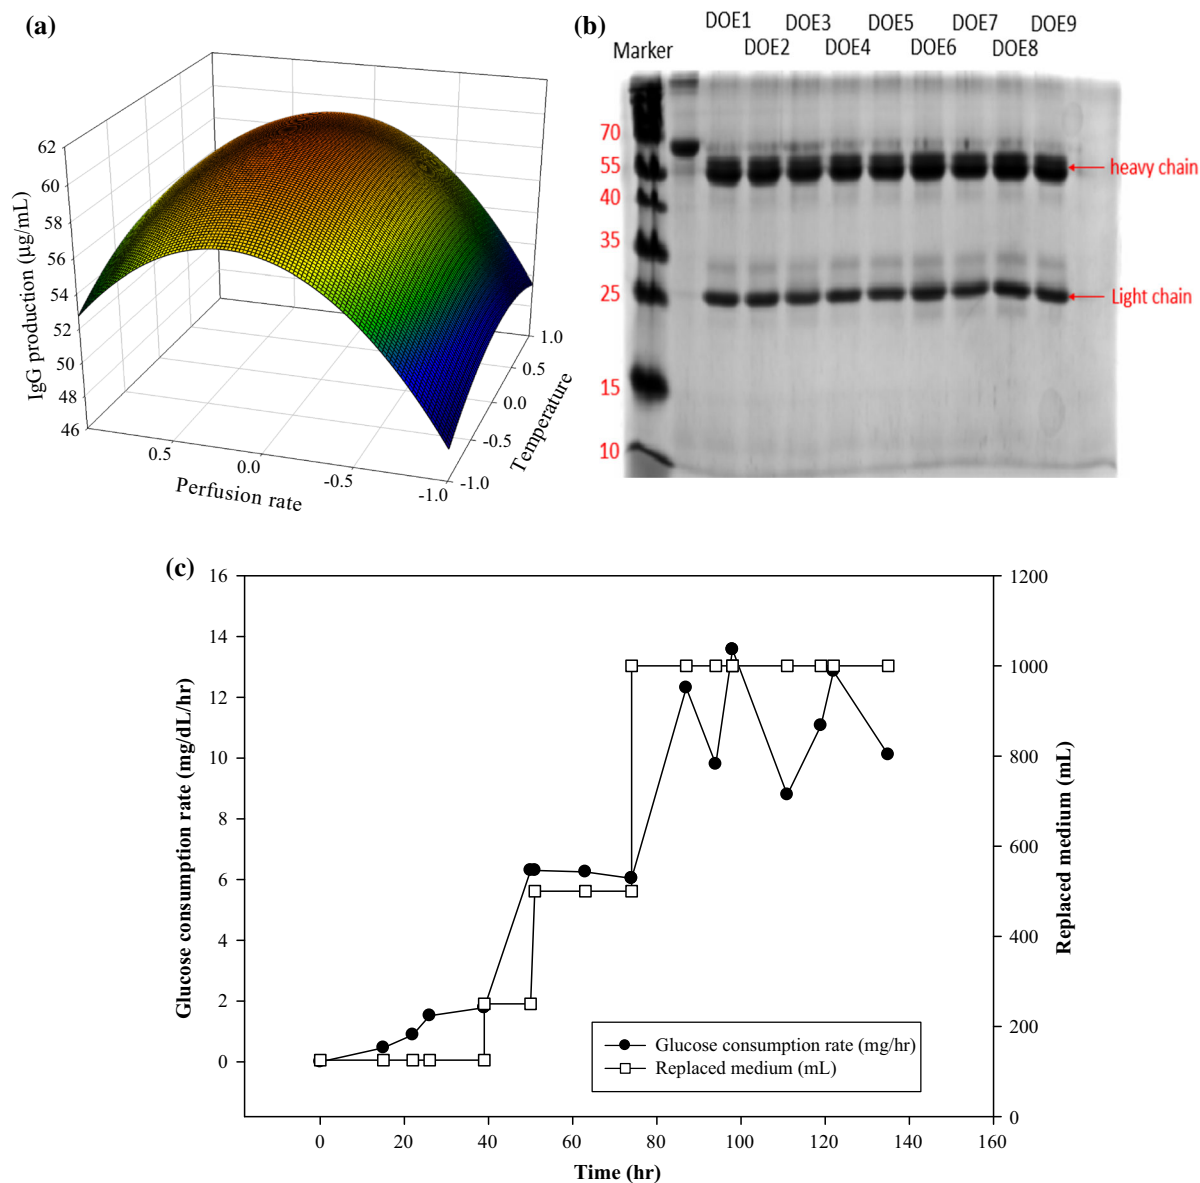 (a)
62
60
58
56
54
52
50
48
46
IgG production (µg/mL)
0.5
0.0
-0.5
-1.0
Perfusion rate
1.0
0.5
0.0
-0.5
-1.0
Temperature
(b)
DOE1 DOE3 DOE5 DOE7 DOE9
Marker DOE2 DOE4 DOE6 DOE8
70
55
40
35
25
15
10
heavy chain
Light chain
(c)
16
14
12
10
8
6
4
2
0
Glucose consumption rate (mg/dL/hr)
1200
1000
800
600
400
200
0
Replaced medium (mL)
Glucose consumption rate (mg/hr)
Replaced medium (mL)
0 20 40 60 80 100 120 140 160
Time (hr)